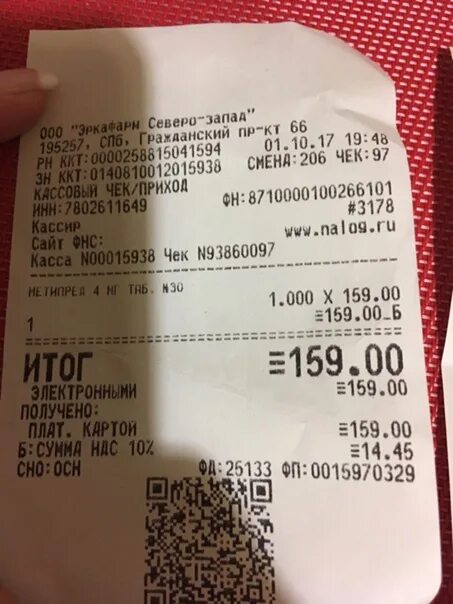 ООО "Эркафарм Северо-запад"
195257, СПб, Гражданский пр-кт 66
РН ККТ:0000258815041594 01.10.17 19:48
ЗН ККТ:0140810012015938 СМЕНА:206 ЧЕК:97
КАССОВЫЙ ЧЕК/ПРИХОД
ИНН:7802611649 ФН:8710000100266101
Кассир #3178
Сайт ФНС: www.nalog.ru
Касса N00015938 Чек N93860097
МЕТИПРЕД 4 МГ ТАБ. N30
1.000 X 159.00
1 ≡159.00_Б
ИТОГ ≡159.00
ЭЛЕКТРОННЫМИ ≡159.00
ПОЛУЧЕНО:
ПЛАТ. КАРТОЙ ≡159.00
Б:СУММА НДС 10% ≡14.45
СНО:ОСН ФД:25133 ФП:0015970329